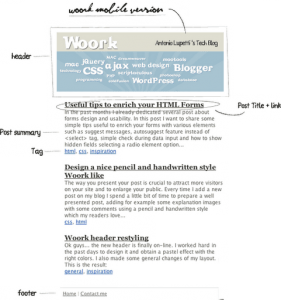 woork mobile version
Woork
Antonio Lupetti's Tech Blog
header
mac jQuery
ajax web design Blogger
CSS
WordPress
Useful tips to enrich your HTML Forms
Post Title + link
In the past months I already dedicated several post about
forms design and usability. In this post I want to share some
simple tips useful to enrich your forms with various elements
Post summary
such as suggest messages, autosuggest feature instead of
<select> tag, simple check during data input and how to show
hidden fields selecting a radio element option...
Tag
html, css, inspiration
Design a nice pencil and handwritten style
Woork like
The way you present your post is crucial to attract more visitors
on your site and enlarge your public. Every time I add a new
post on my blog I spend a little bit of time to prepare a well
presented post, adding for example some explanation images
with some comments using a pencil and handwritten style
which my readers love...
css, html
Woork header restyling
Ok guys... the new header is finally on-line. I worked hard in
the past days to design it and obtain a pastel effect with the
right colors. I also made some general changes of my layout.
This is the result:
general, inspiration
footer
Home | Contact me